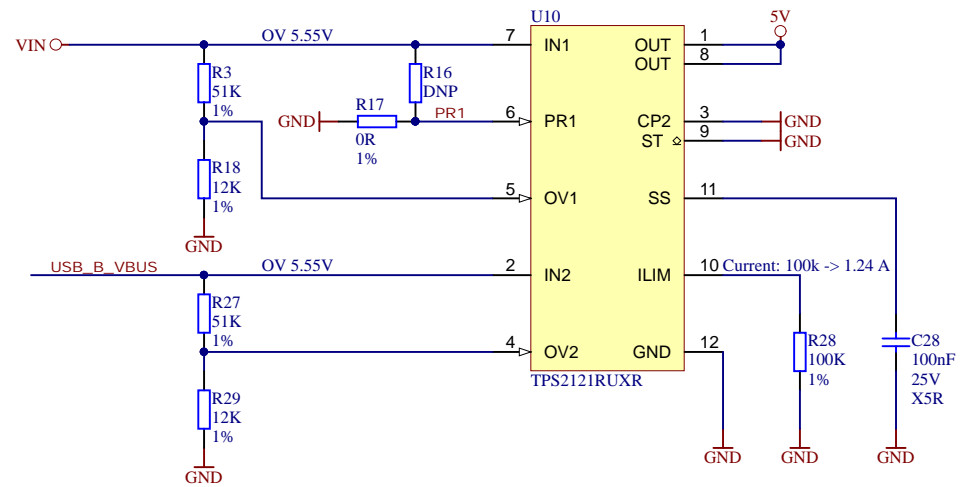 U10
5V
VIN
OV 5.55V
7
IN1
OUT
1
OUT
8
R3
51K
1%
R16
DNP
R17
GND
PR1
6
PR1
CP2
3
GND
0R
1%
ST
9
GND
R18
12K
1%
5
OV1
SS
11
GND
USB_B_VBUS
OV 5.55V
2
IN2
ILIM
10
Current: 100k -> 1.24 A
R27
51K
1%
4
OV2
GND
12
R28
100K
1%
C28
100nF
25V
X5R
TPS2121RUXR
R29
12K
1%
GND
GND
GND
GND